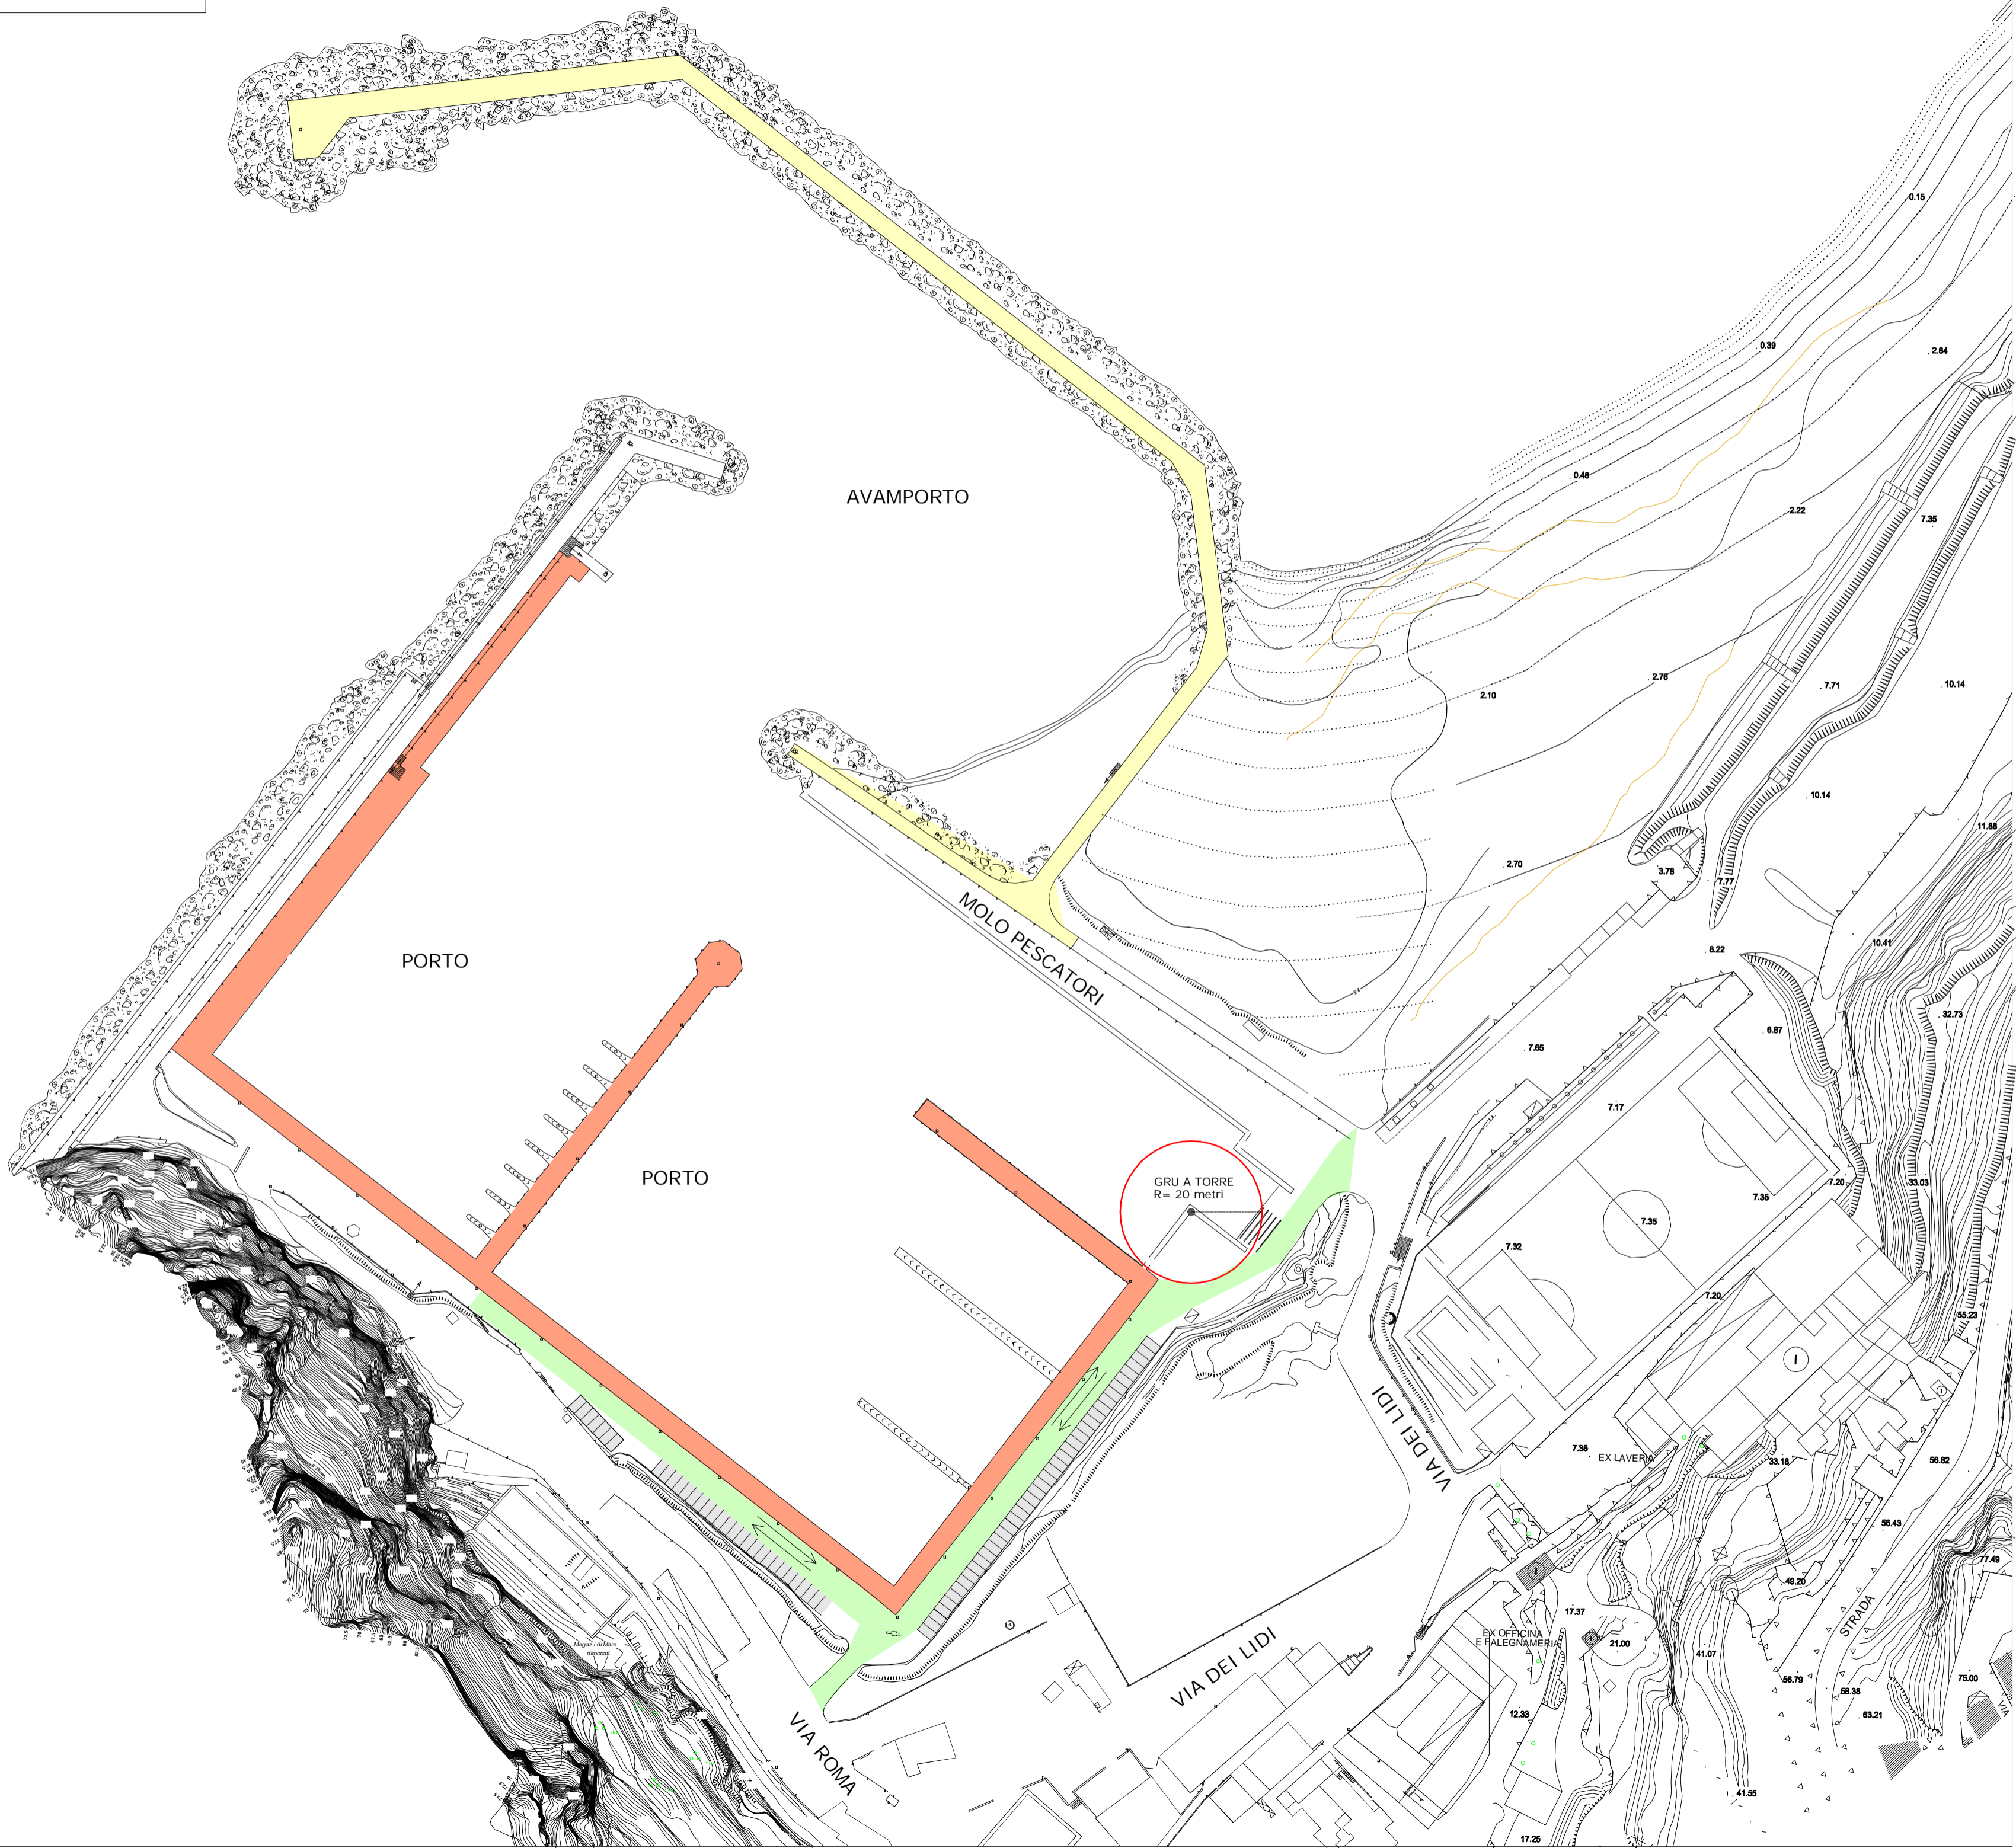 0.15
0.39
2.84
0.48
AVAMPORTO
2.22
7.35
2.76
7.71
10.14
2.10
10.14
11.88
2.70
3.78
7.77
MOLO PESCATORI
10.41
8.22
PORTO
32.73
6.87
7.65
7.17
PORTO
GRU A TORRE
R= 20 metri
7.20
33.03
7.35
7.35
7.32
7.20
55.23
I
VIA DEI LIDI
7.38
EX LAVERIA
33.18
56.82
56.43
77.49
49.20
17.37
STRADA
EX OFFICINA
E FALEGNAMERIA
21.00
41.07
Magaz.i di Mare
diroccati
VIA DEI LIDI
56.79
58.38
75.00
VIA
63.21
12.33
VIA ROMA
41.55
17.25